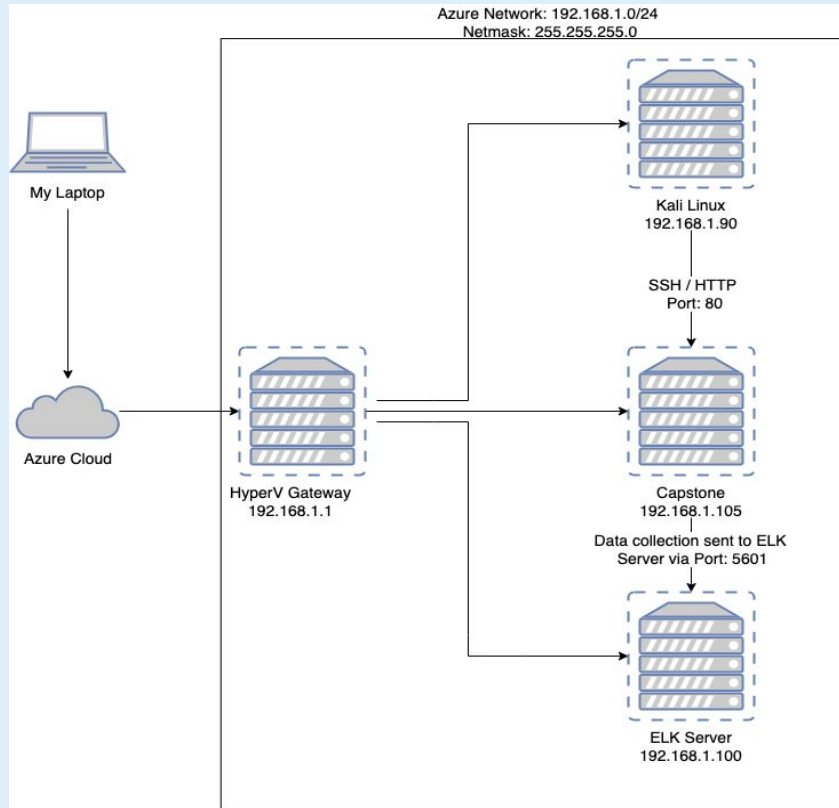 Azure Network: 192.168.1.0/24
Netmask: 255.255.255.0
My Laptop
Kali Linux
192.168.1.90
SSH / HTTP
Port: 80
Azure Cloud
HyperV Gateway
192.168.1.1
Capstone
192.168.1.105
Data collection sent to ELK
Server via Port: 5601
ELK Server
192.168.1.100